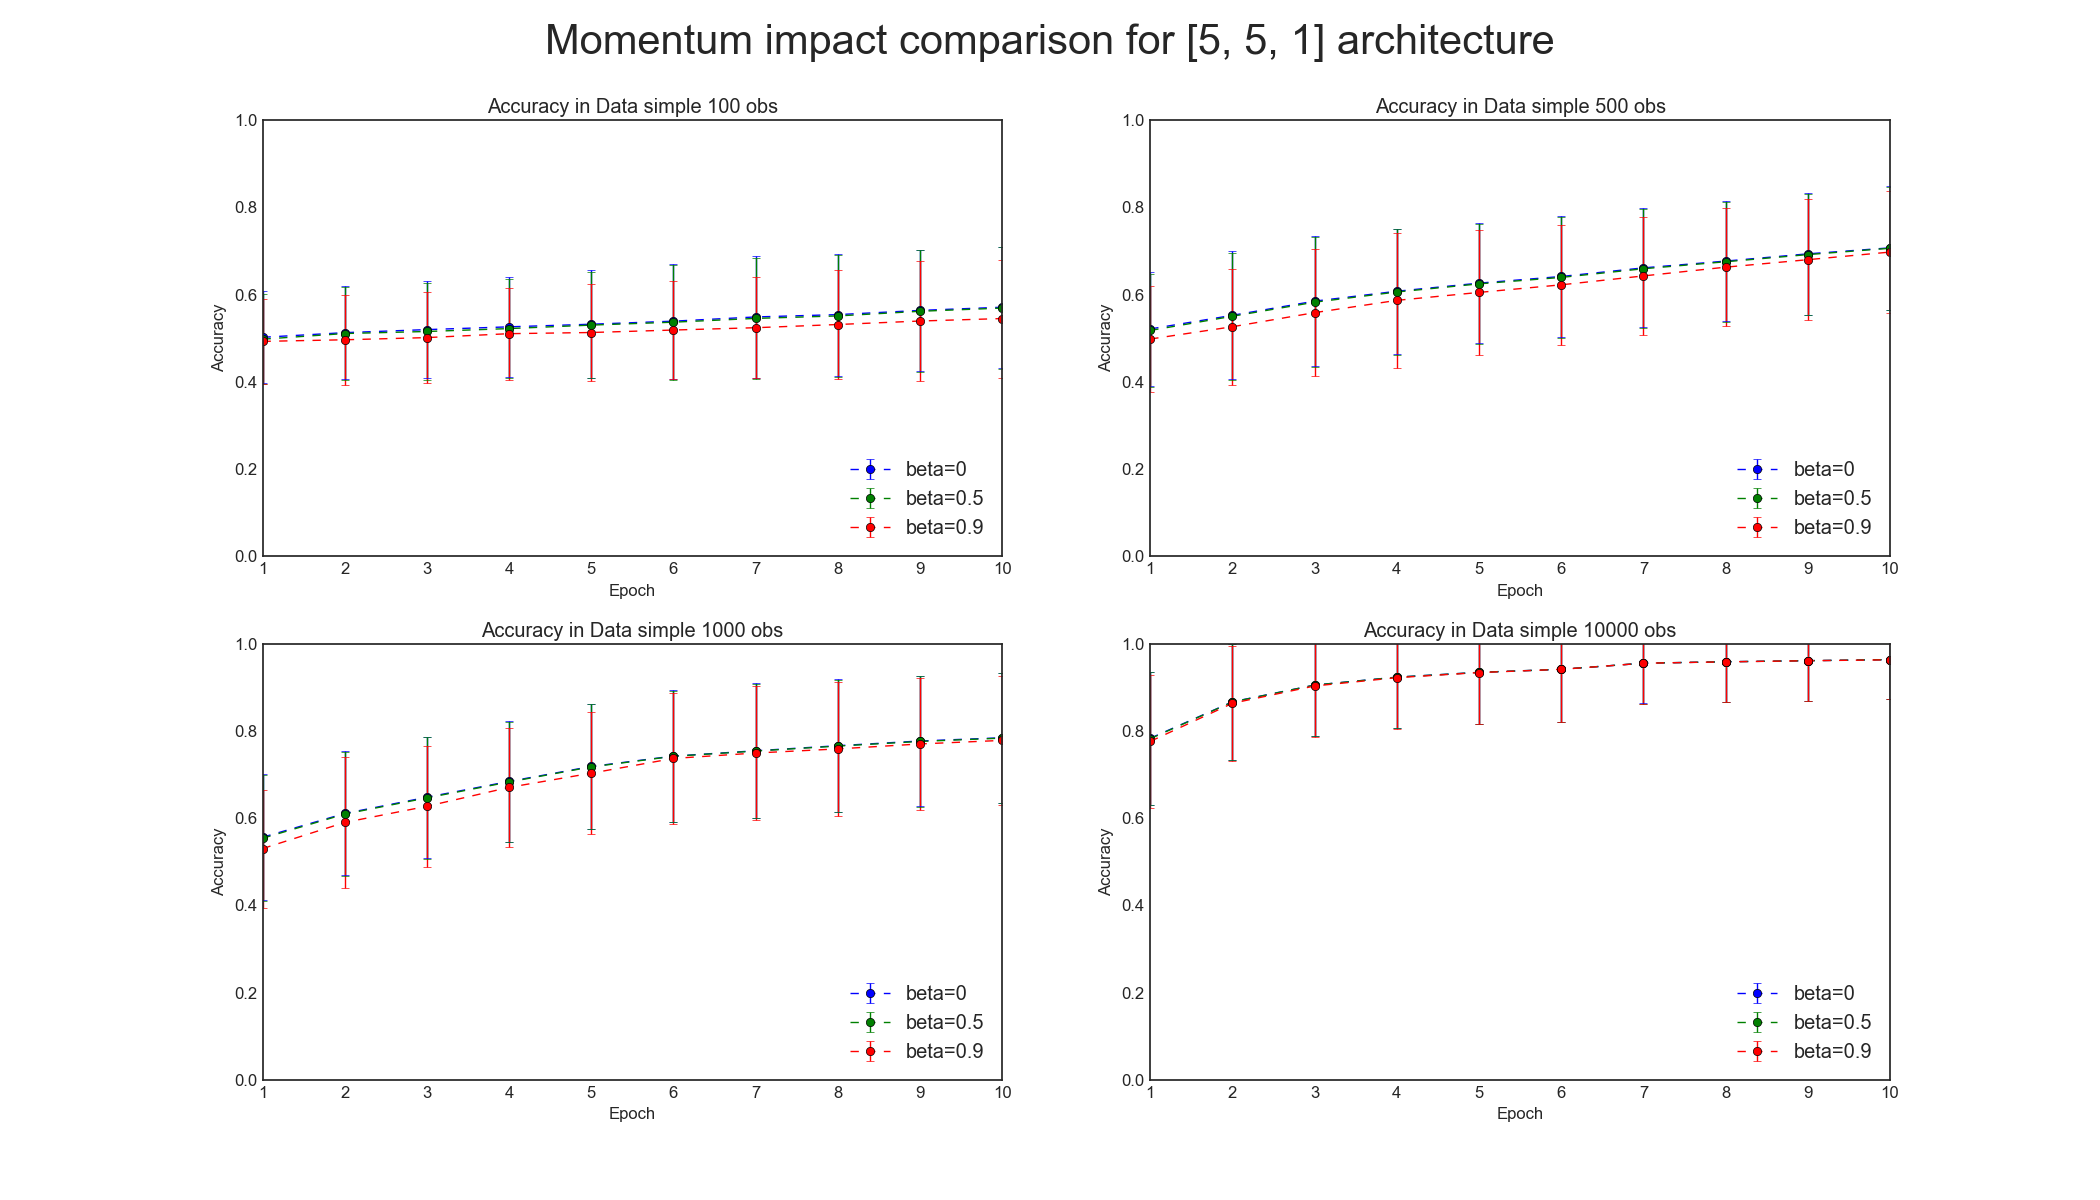 Momentum impact comparison for [5, 5, 1] architecture
Accuracy in Data simple 100 obs
1.0
0.8
0.6
0.4
0.2
0.0
Accuracy
1 2 3 4 5 6 7 8 9 10
Epoch
beta=0
beta=0.5
beta=0.9
Accuracy in Data simple 500 obs
1.0
0.8
0.6
0.4
0.2
0.0
Accuracy
1 2 3 4 5 6 7 8 9 10
Epoch
beta=0
beta=0.5
beta=0.9
Accuracy in Data simple 1000 obs
1.0
0.8
0.6
0.4
0.2
0.0
Accuracy
1 2 3 4 5 6 7 8 9 10
Epoch
beta=0
beta=0.5
beta=0.9
Accuracy in Data simple 10000 obs
1.0
0.8
0.6
0.4
0.2
0.0
Accuracy
1 2 3 4 5 6 7 8 9 10
Epoch
beta=0
beta=0.5
beta=0.9